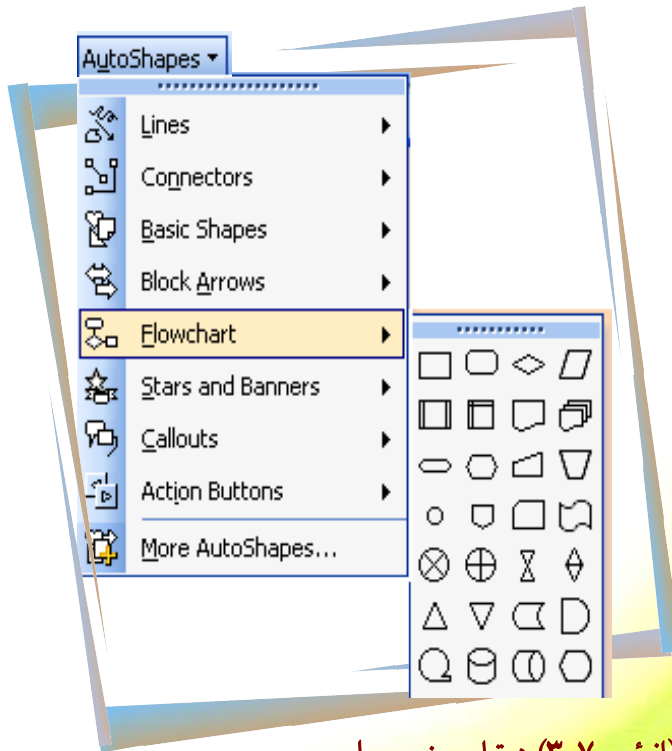 AutoShapes
Lines
Connectors
Basic Shapes
Block Arrows
Flowchart
Stars and Banners
Callouts
Action Buttons
More AutoShapes...